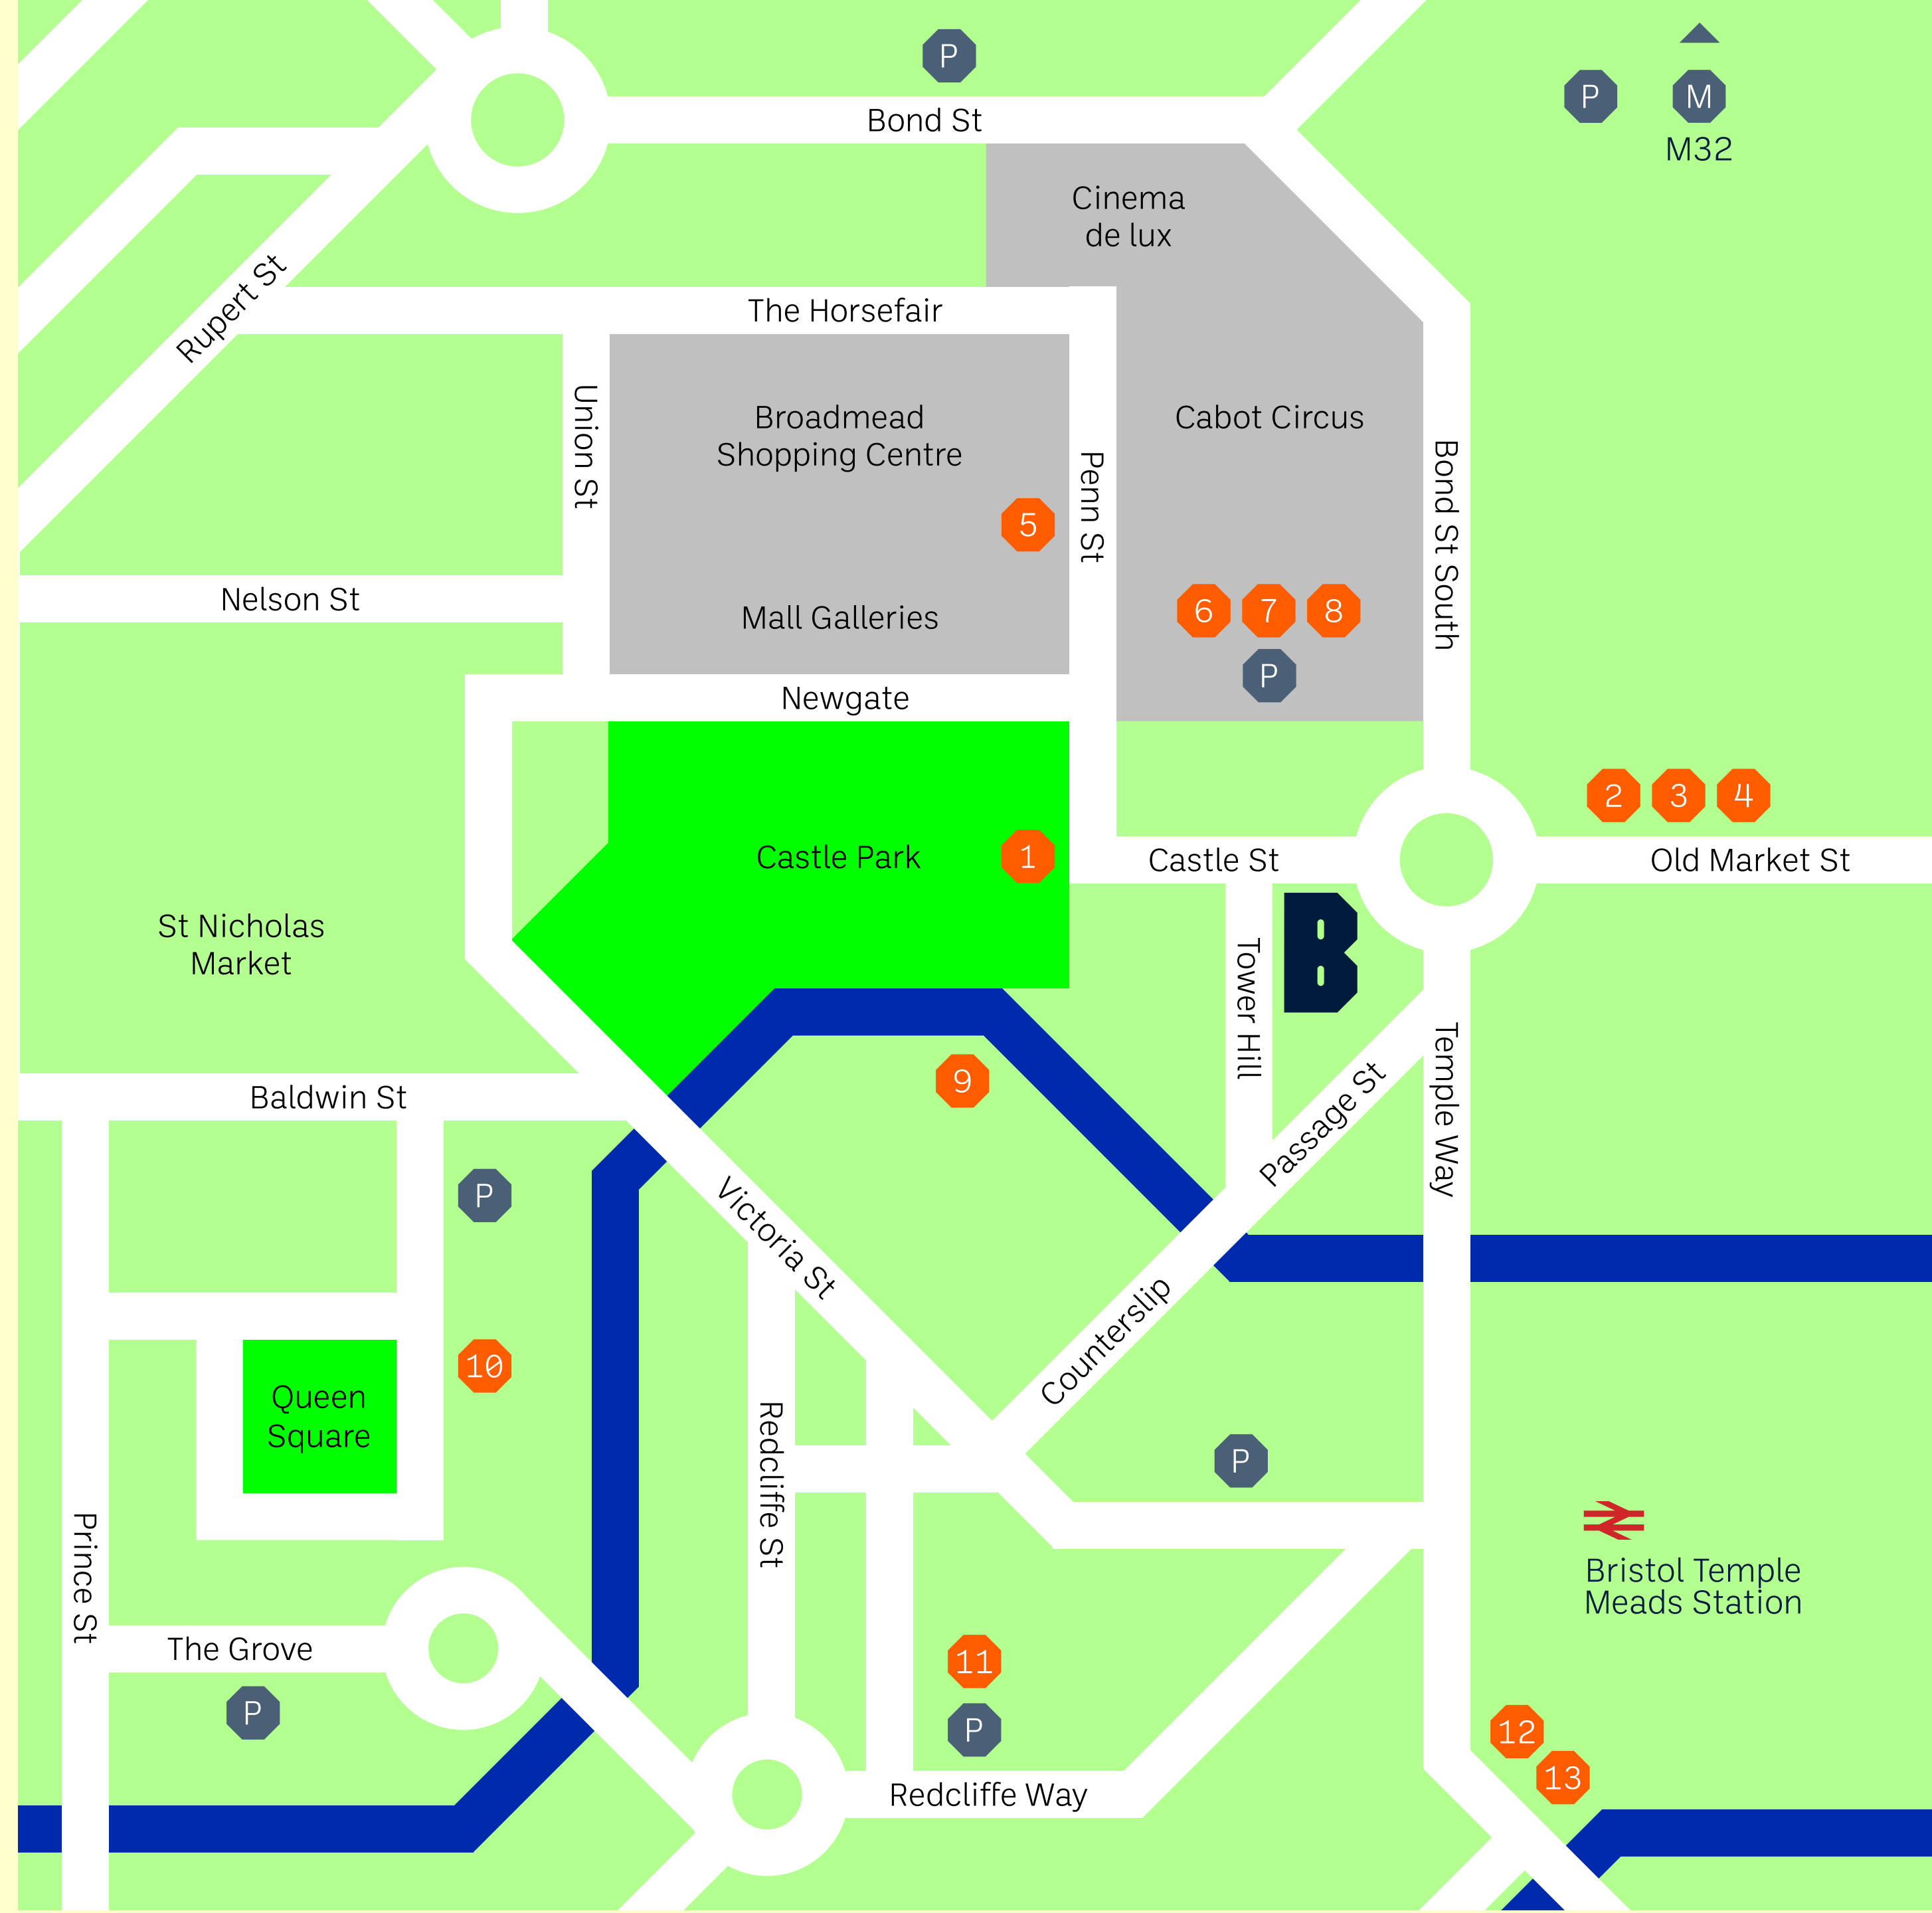 P
Bond St
P
M
M32
Cinema
de lux
Rupert St
The Horsefair
Union St
Broadmead
Shopping Centre
Cabot Circus
Penn St
Bond St South
5
Nelson St
Mall Galleries
6 7 8
P
Newgate
2 3 4
Castle Park
1
Castle St
Old Market St
St Nicholas
Market
B
Tower Hill
9
Passage St
Temple Way
Baldwin St
P
Victoria St
Counterslip
10
Queen
Square
Redcliffe St
P
Prince St
Bristol Temple
Meads Station
The Grove
11
P
P
12
13
Redcliffe Way